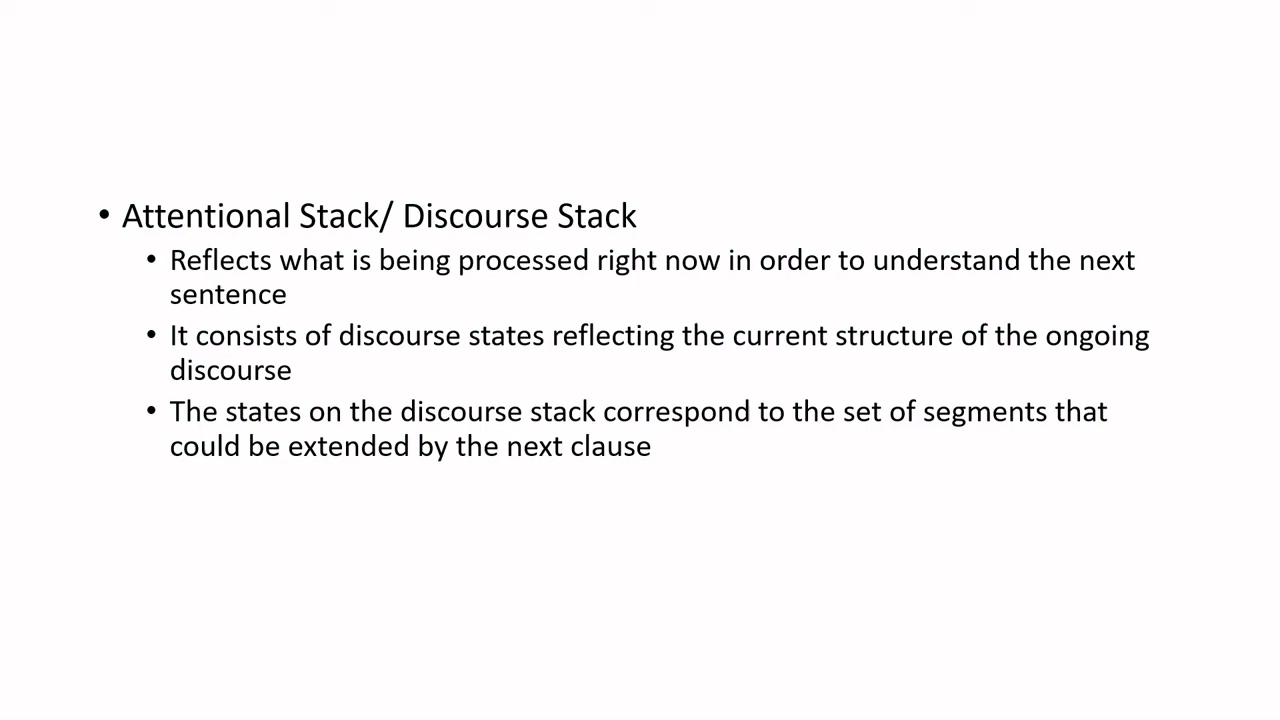 • Attentional Stack/ Discourse Stack
• Reflects what is being processed right now in order to understand the next
sentence
• It consists of discourse states reflecting the current structure of the ongoing
discourse
• The states on the discourse stack correspond to the set of segments that
could be extended by the next clause